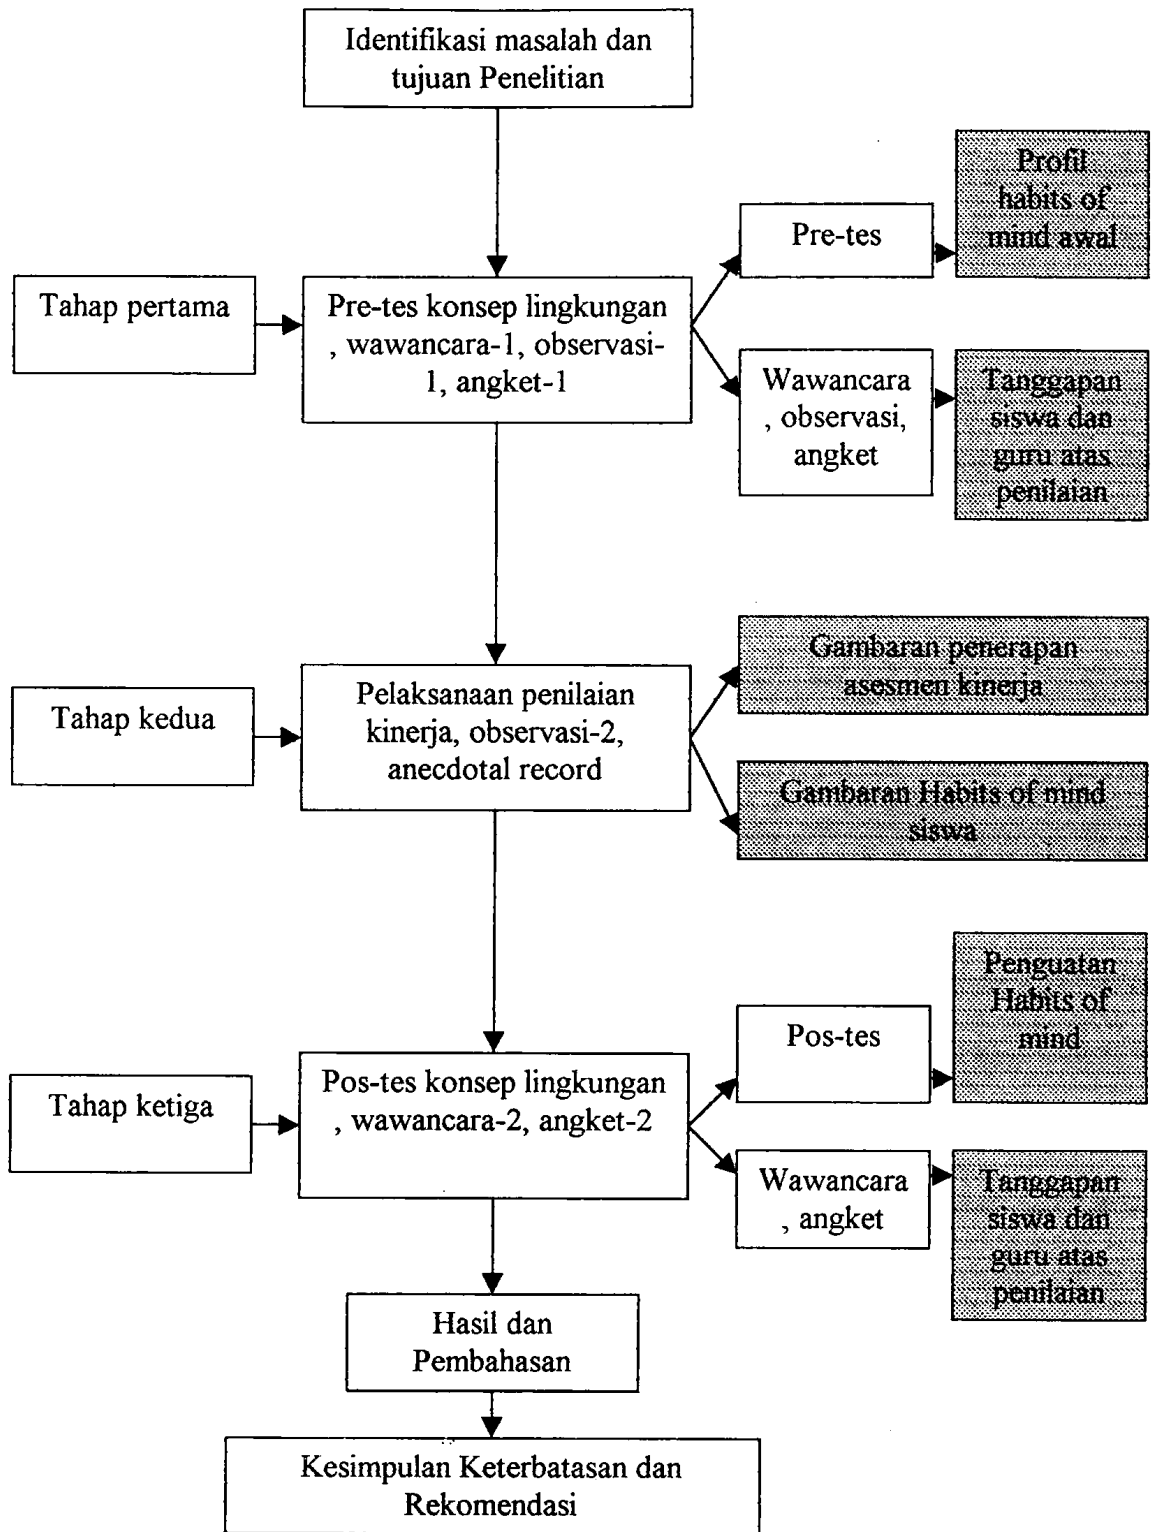 Identifikasi masalah dan
tujuan Penelitian
Tahap pertama
Pre-tes konsep lingkungan
, wawancara-1, observasi-
1, angket-1
Pre-tes
Profil
habits of
mind awal
Wawancara
, observasi,
angket
Tanggapan
siswa dan
guru atas
penilaian
Tahap kedua
Pelaksanaan penilaian
kinerja, observasi-2,
anecdotal record
Gambaran penerapan
asesmen kinerja
Gambaran Habits of mind
siswa
Tahap ketiga
Pos-tes konsep lingkungan
, wawancara-2, angket-2
Pos-tes
Penguatan
Habits of
mind
Wawancara
, angket
Tanggapan
siswa dan
guru atas
penilaian
Hasil dan
Pembahasan
Kesimpulan Keterbatasan dan
Rekomendasi